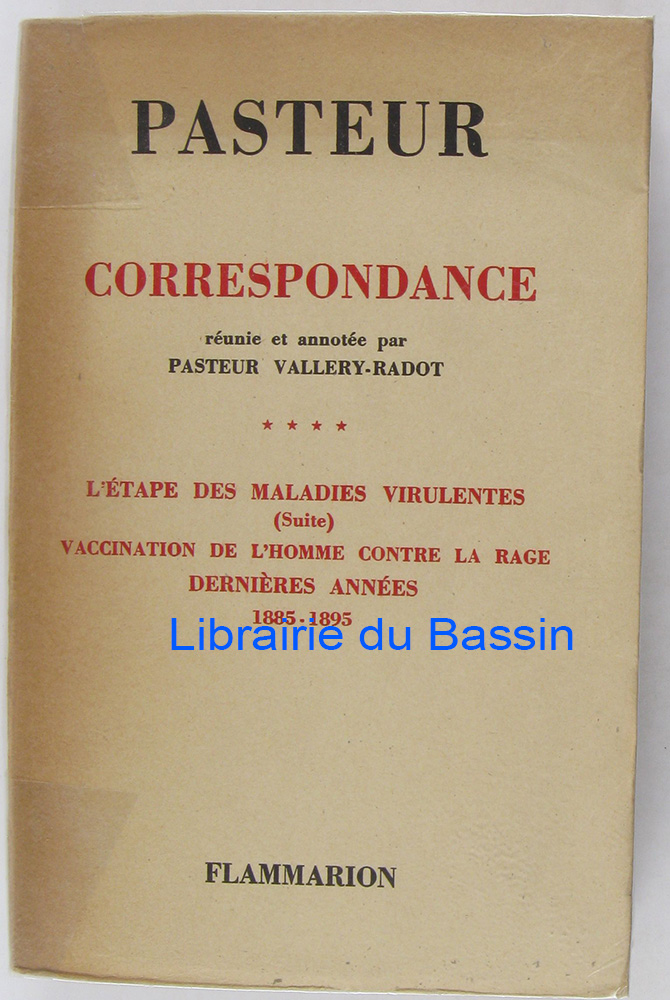 PASTEUR
CORRESPONDANCE
réunie et annotée par
PASTEUR VALLERY-RADOT
★ ★ ★ ★
L'ÉTAPE DES MALADIES VIRULENTES
(Suite)
VACCINATION DE L'HOMME CONTRE LA RAGE
DERNIÈRES ANNÉES
1885-1895
Librairie du Bassin
FLAMMARION